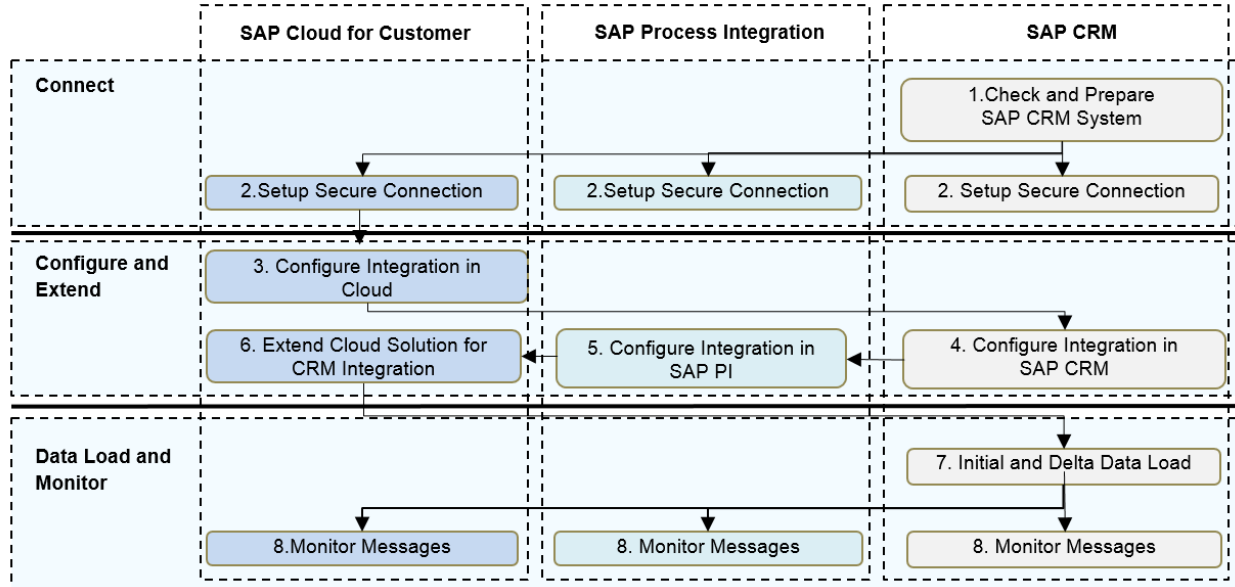 SAP Cloud for Customer
SAP Process Integration
SAP CRM
Connect
1.Check and Prepare
SAP CRM System
2.Setup Secure Connection
2.Setup Secure Connection
2. Setup Secure Connection
Configure and
Extend
3. Configure Integration in
Cloud
6. Extend Cloud Solution for
CRM Integration
5. Configure Integration in
SAP PI
4. Configure Integration in
SAP CRM
Data Load and
Monitor
7. Initial and Delta Data Load
8.Monitor Messages
8. Monitor Messages
8. Monitor Messages